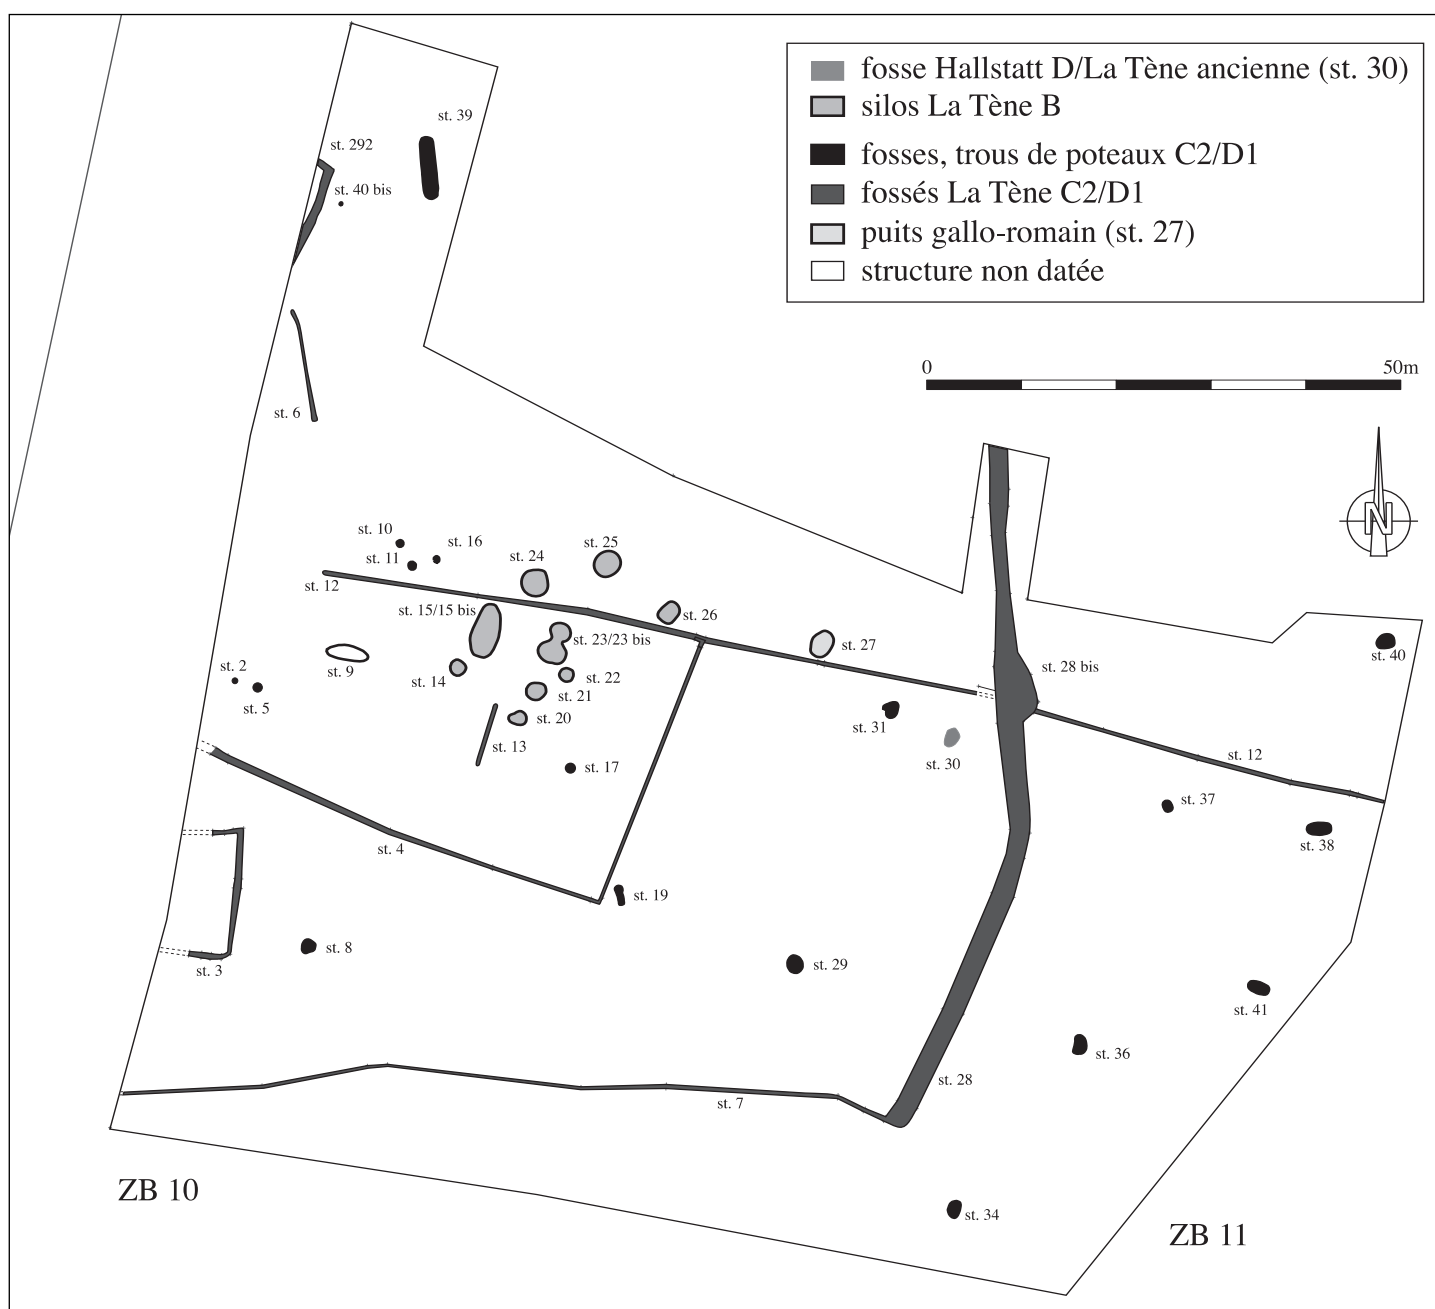 fosse Hallstatt D/La Tène ancienne (st. 30)
silos La Tène B
fosses, trous de poteaux C2/D1
fossés La Tène C2/D1
puits gallo-romain (st. 27)
structure non datée
0 50m
N
st. 39
st. 292
st. 40 bis
st. 6
st. 10
st. 16
st. 11
st. 12
st. 24
st. 25
st. 15/15 bis
st. 26
st. 23/23 bis
st. 27
st. 28 bis
st. 40
st. 2
st. 9
st. 14
st. 22
st. 5
st. 21
st. 20
st. 13
st. 31
st. 30
st. 12
st. 17
st. 37
st. 38
st. 4
st. 19
st. 8
st. 3
st. 29
st. 41
st. 36
st. 28
st. 7
ZB 10
st. 34
ZB 11